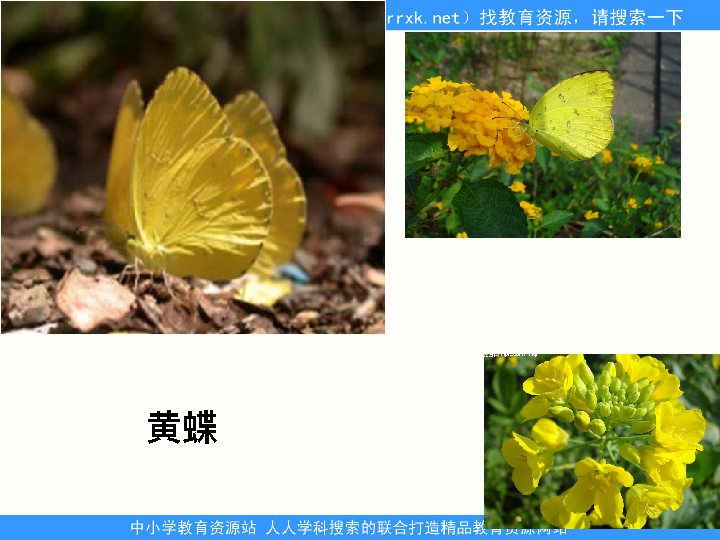 rrxk.net）找教育资源，请搜索一下
黄蝶
中小学教育资源站 人人学科搜索的联合打造精品教育资源网站